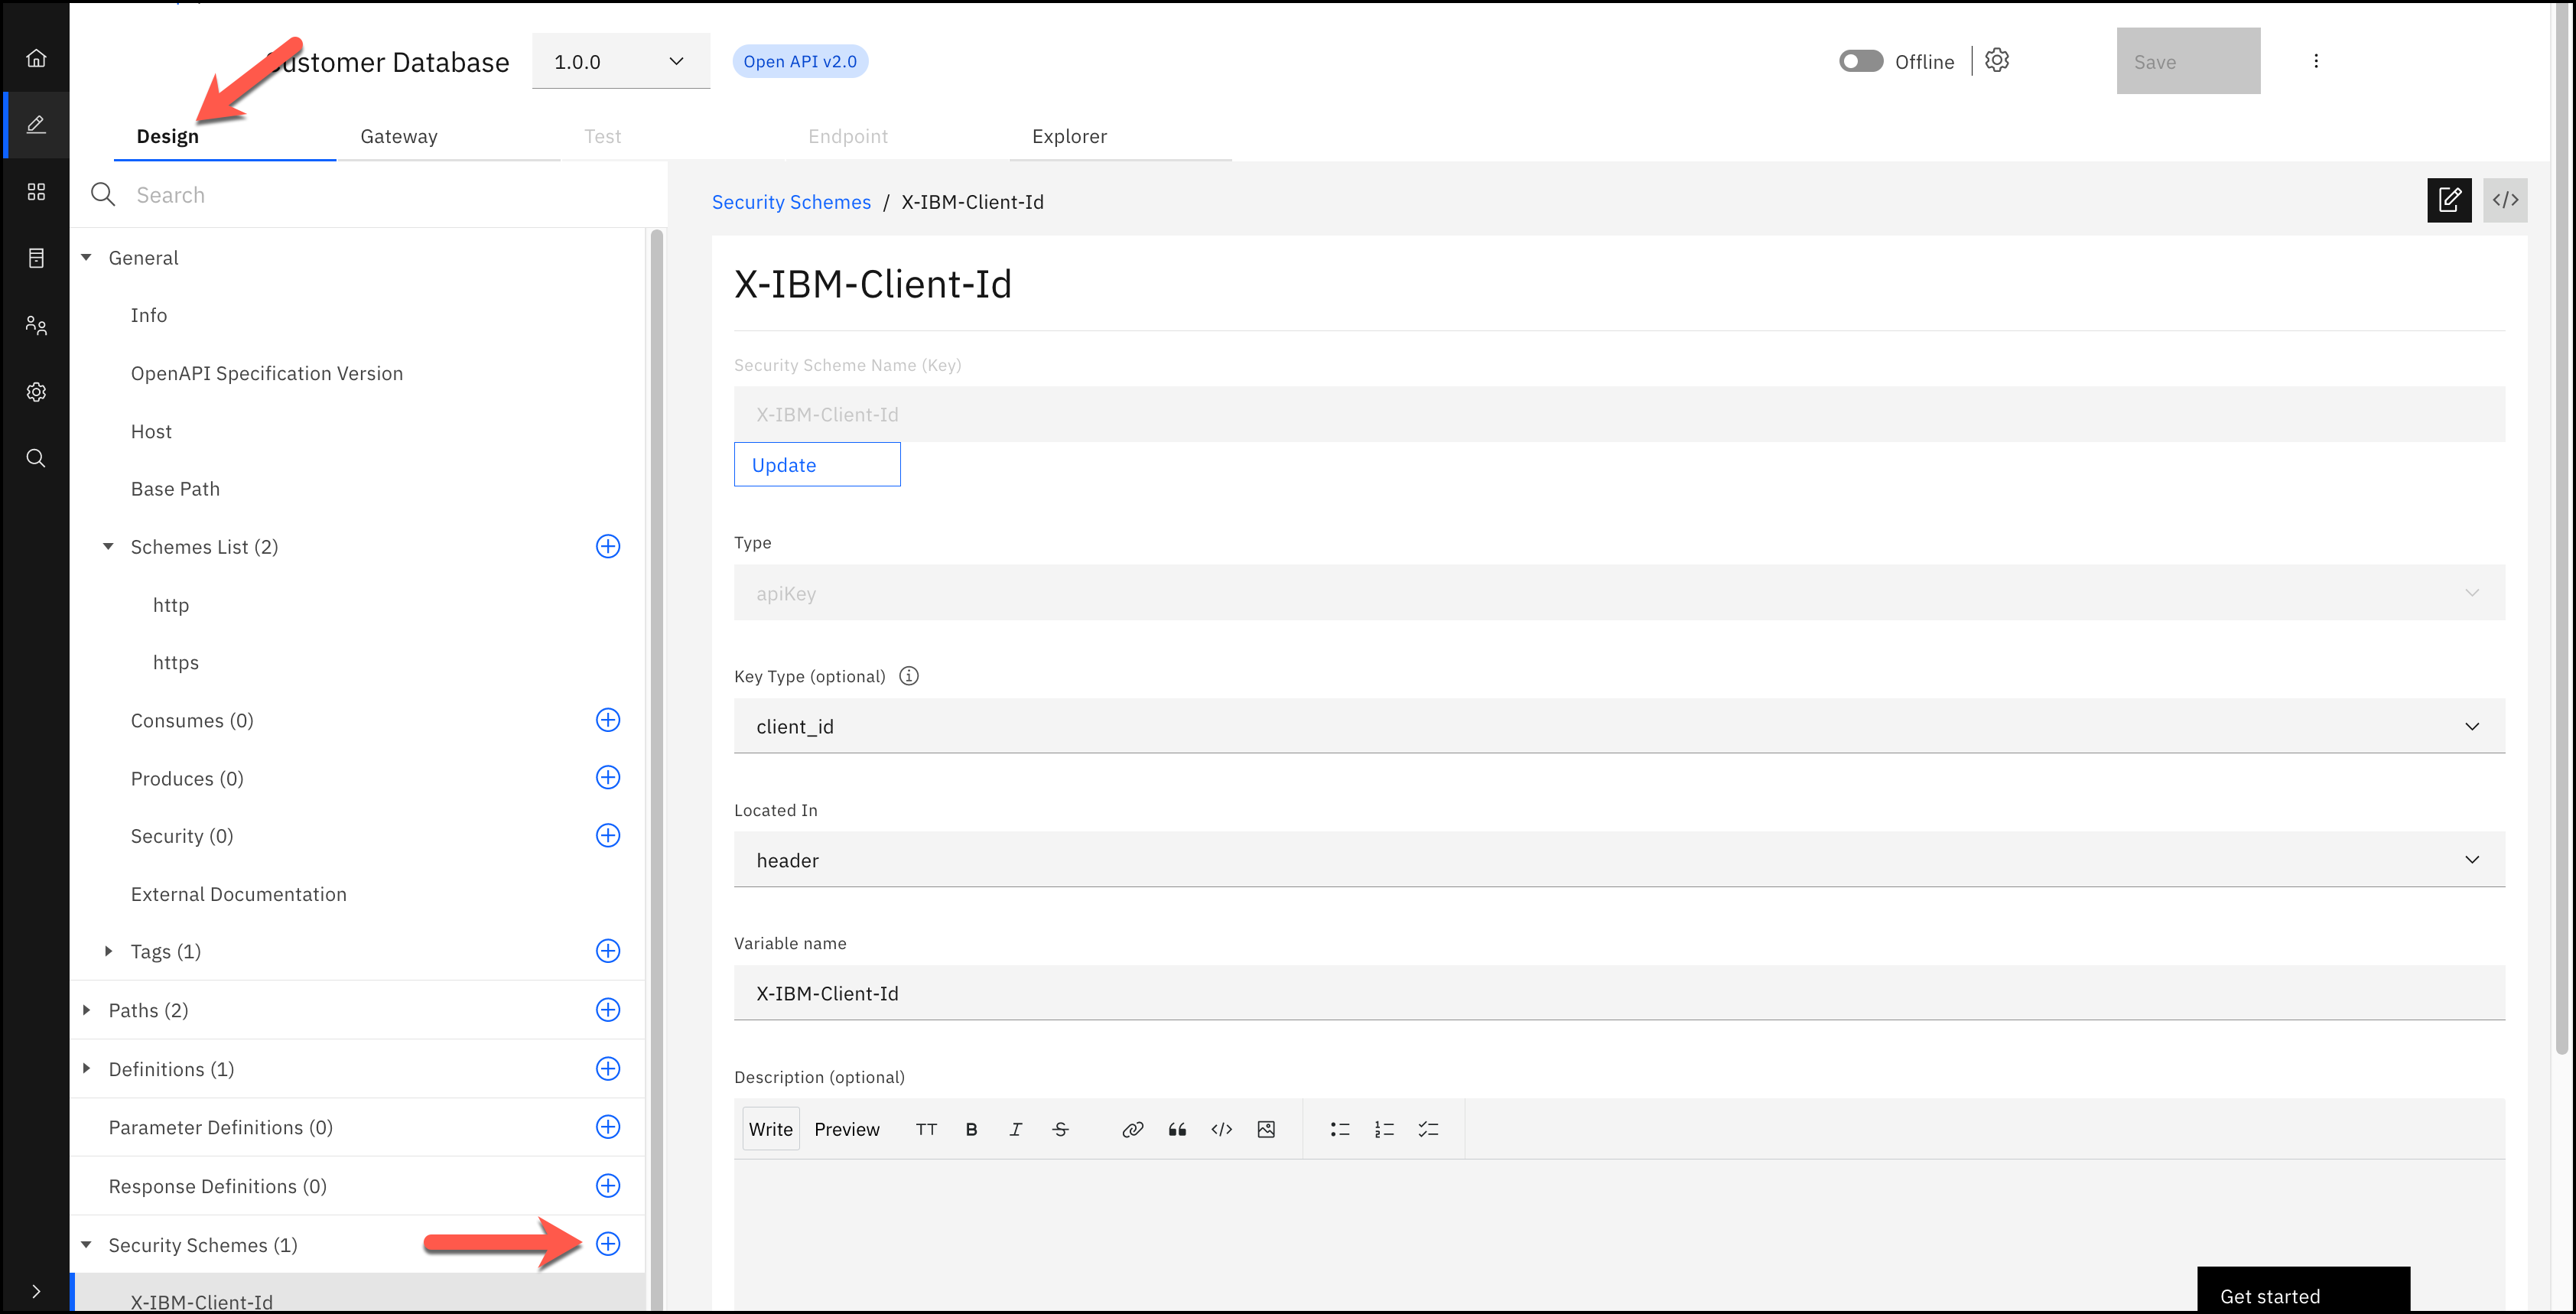 Customer Database
1.0.0
Open API v2.0
Offline
Save
Design
Gateway
Test
Endpoint
Explorer
Search
General
Info
OpenAPI Specification Version
Host
Base Path
Schemes List (2)
http
https
Consumes (0)
Produces (0)
Security (0)
External Documentation
Tags (1)
Paths (2)
Definitions (1)
Parameter Definitions (0)
Response Definitions (0)
Security Schemes (1)
X-IBM-Client-Id
Security Schemes / X-IBM-Client-Id
X-IBM-Client-Id
Security Scheme Name (Key)
X-IBM-Client-Id
Update
Type
apiKey
Key Type (optional)
client_id
Located In
header
Variable name
X-IBM-Client-Id
Description (optional)
Write Preview TT B I S
Get started